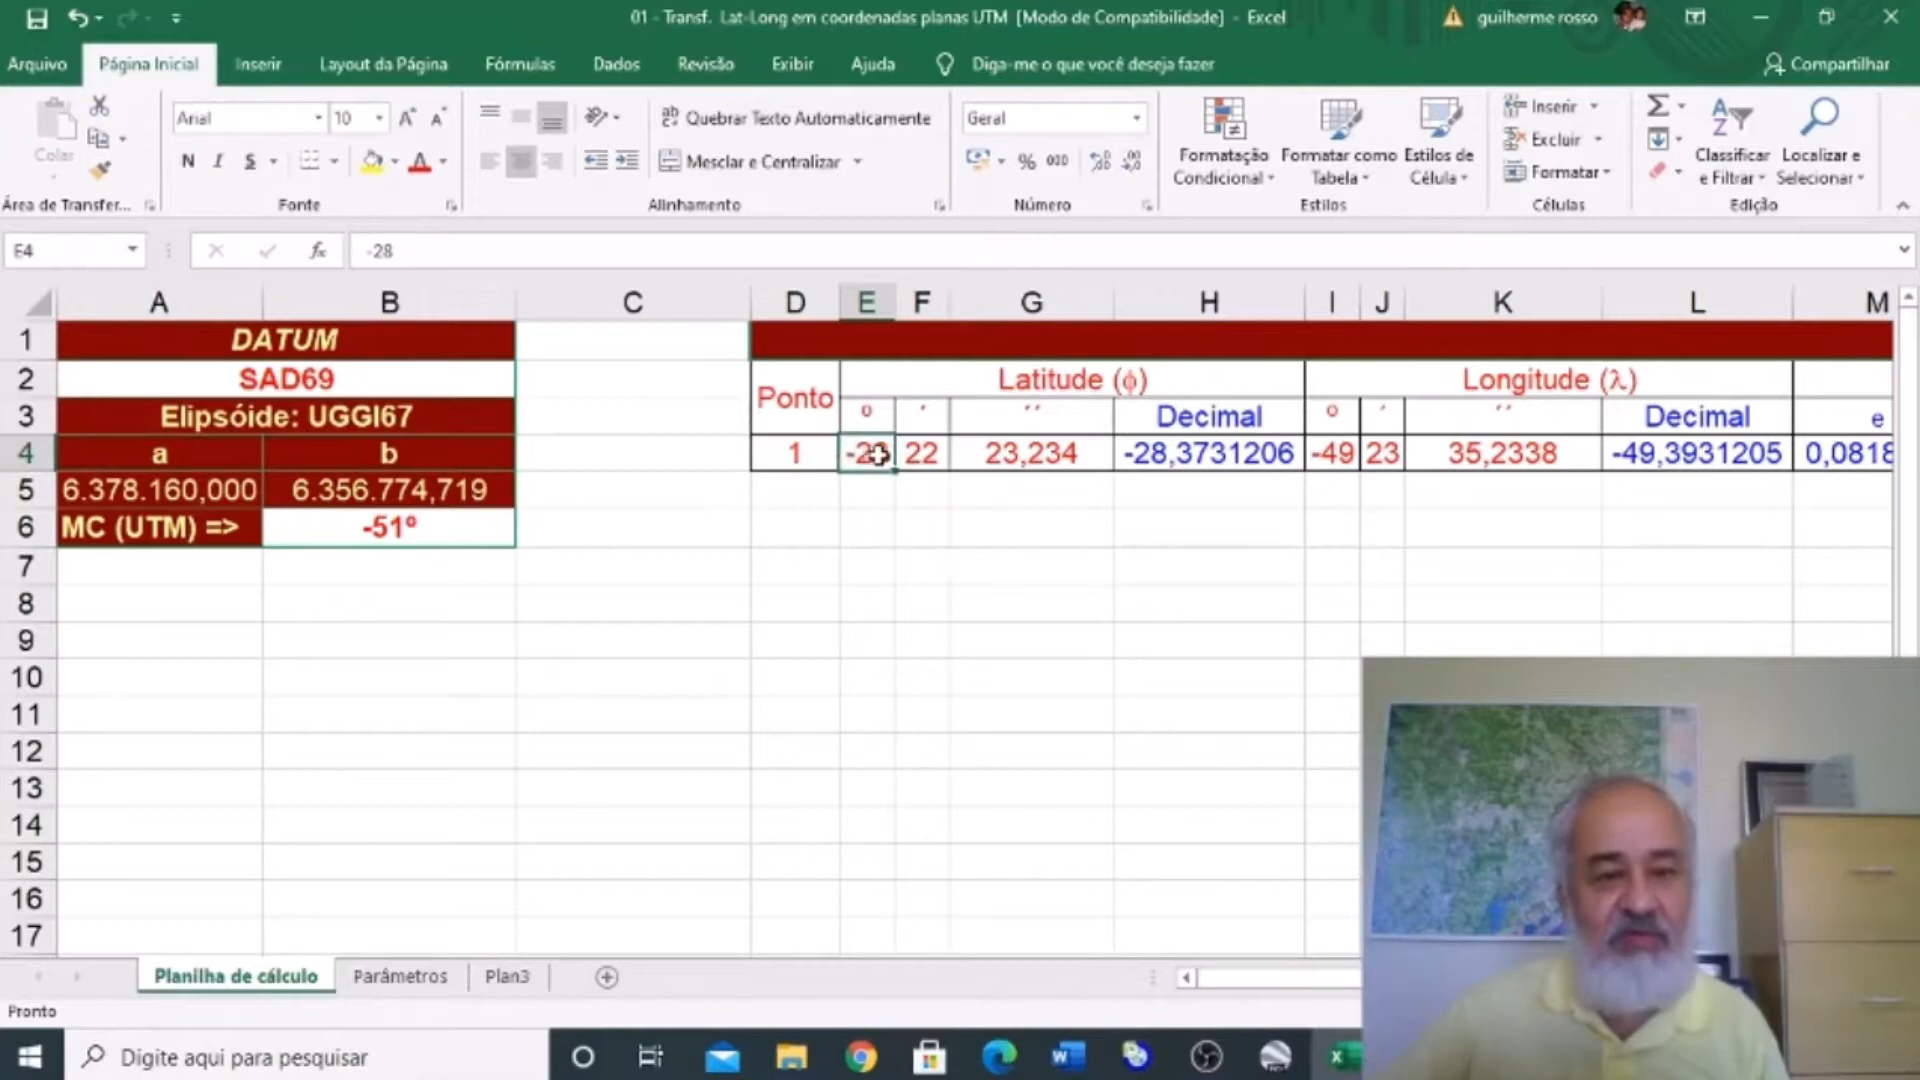 01 - Transf. Lat-Long em coordenadas planas UTM [Modo de Compatibilidade] - Excel
guilherme rosso
Arquivo Página Inicial Inserir Layout da Página Fórmulas Dados Revisão Exibir Ajuda Diga-me o que você deseja fazer Compartilhar
Colar
Área de Transfer...
Arial 10
N I S
Fonte
Quebrar Texto Automaticamente
Mesclar e Centralizar
Alinhamento
Geral
% 000
Número
Formatação Condicional
Formatar como Tabela
Estilos de Célula
Estilos
Inserir
Excluir
Formatar
Células
Classificar e Filtrar
Localizar e Selecionar
Edição
E4 fx -28
A B C D E F G H I J K L M
1 DATUM
2 SAD69 Ponto Latitude (ϕ) Longitude (λ)
3 Elipsóide: UGGI67 º ´ ´´ Decimal º ´ ´´ Decimal e
4 a b 1 22 23,234 -28,3731206 -49 23 35,2338 -49,3931205 0,0818
5 6.378.160,000 6.356.774,719
6 MC (UTM) => -51º
7
8
9
10
11
12
13
14
15
16
17
Planilha de cálculo Parâmetros Plan3
Pronto
Digite aqui para pesquisar